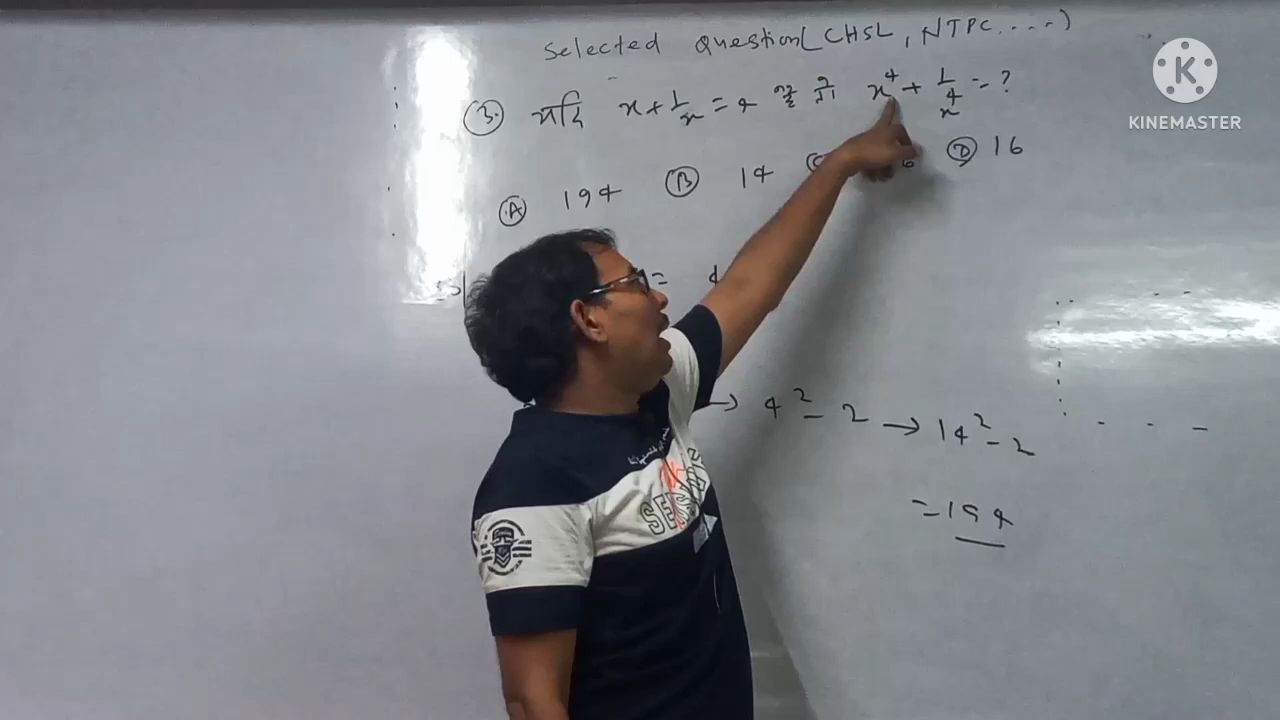 Selected Question(CHSL, NTPC, ....)
③. यदि x + 1/x = 4 है तो x⁴ + 1/x⁴ = ?
Ⓐ 194 Ⓑ 14 Ⓓ 16
= 4
→ 4² - 2 → 14² - 2
= 194
K
KINEMASTER